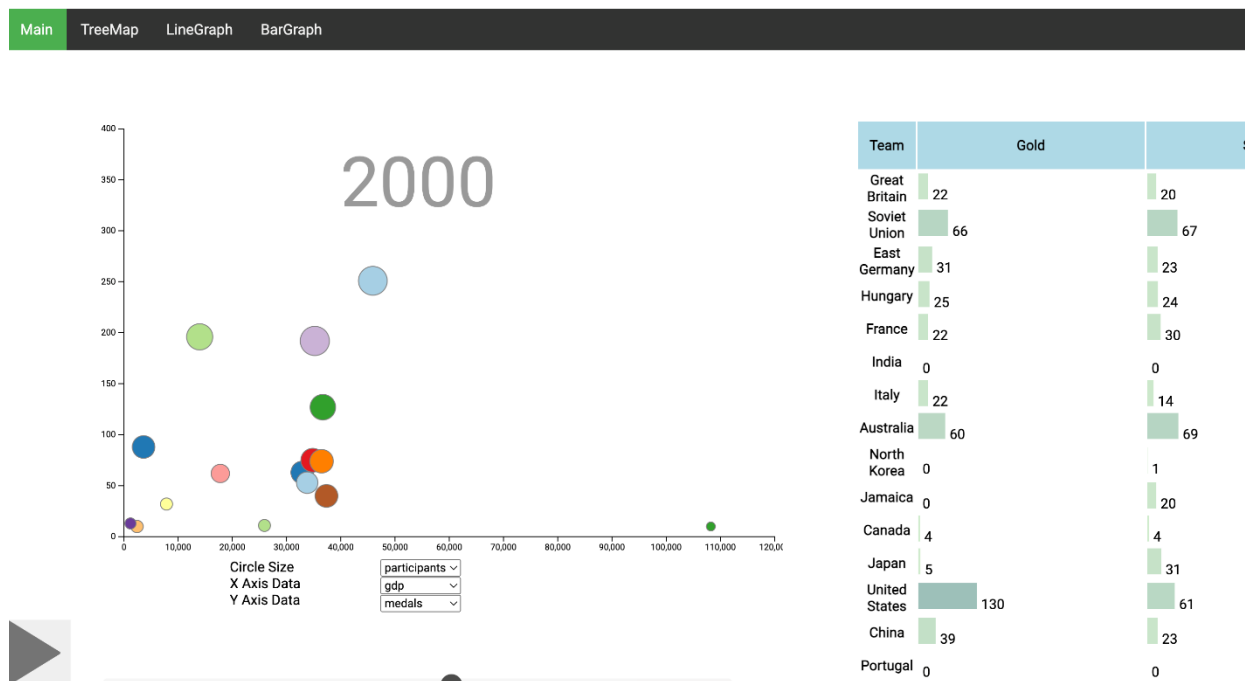 Main TreeMap LineGraph BarGraph
2000
400
350
300
250
200
150
100
50
0
0 10,000 20,000 30,000 40,000 50,000 60,000 70,000 80,000 90,000 100,000 110,000
Circle Size participants
X Axis Data gdp
Y Axis Data medals
Team Gold
Great Britain 22 20
Soviet Union 66 67
East Germany 31 23
Hungary 25 24
France 22 30
India 0 0
Italy 22 14
Australia 60 69
North Korea 0 1
Jamaica 0 20
Canada 4 4
Japan 5 31
United States 130 61
China 39 23
Portugal 0 0